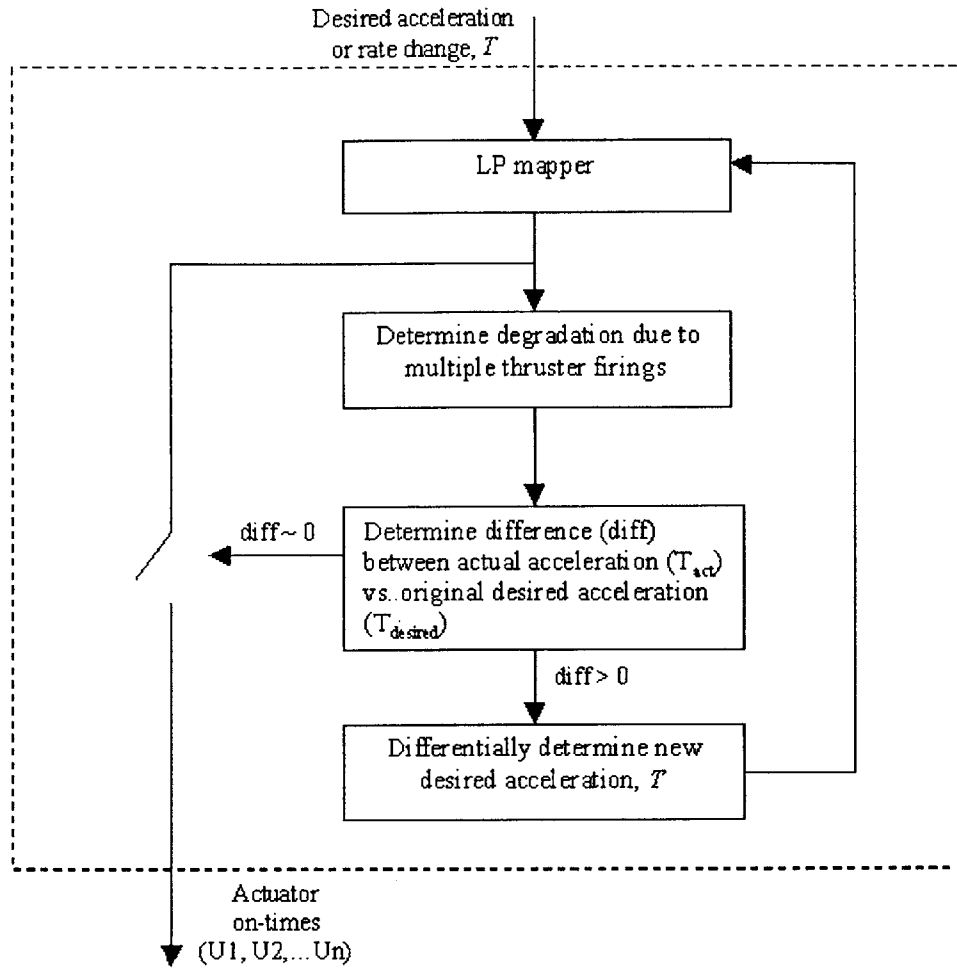 Desired acceleration
or rate change, T
LP mapper
Determine degradation due to
multiple thruster firings
diff ~ 0
Determine difference (diff)
between actual acceleration (Tact)
vs. original desired acceleration
(Tdesired)
diff > 0
Differentially determine new
desired acceleration, T
Actuator
on-times
(U1, U2,... Un)